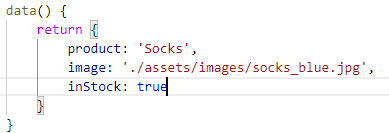 data() {
    return {
        product: 'Socks',
        image: './assets/images/socks_blue.jpg',
        inStock: true
    }
}